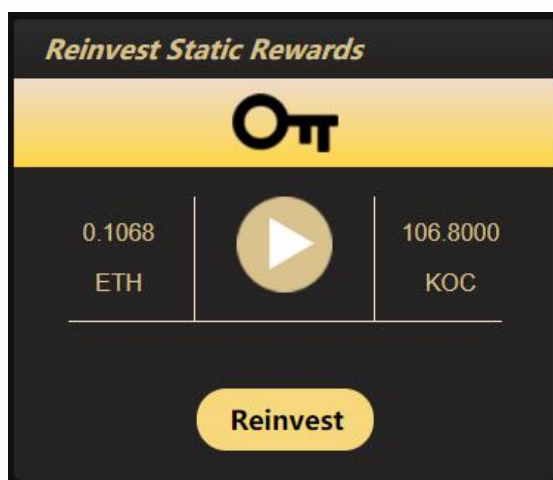 Reinvest Static Rewards
0.1068
ETH
106.8000
KOC
Reinvest